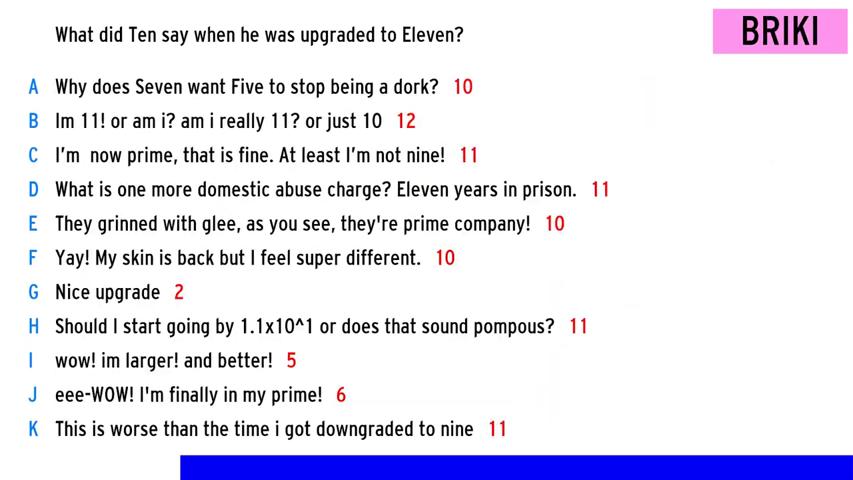 What did Ten say when he was upgraded to Eleven?
BRIKI
A Why does Seven want Five to stop being a dork? 10
B Im 11! or am i? am i really 11? or just 10 12
C I'm now prime, that is fine. At least I'm not nine! 11
D What is one more domestic abuse charge? Eleven years in prison. 11
E They grinned with glee, as you see, they're prime company! 10
F Yay! My skin is back but I feel super different. 10
G Nice upgrade 2
H Should I start going by 1.1x10^1 or does that sound pompous? 11
I wow! im larger! and better! 5
J eee-WOW! I'm finally in my prime! 6
K This is worse than the time i got downgraded to nine 11